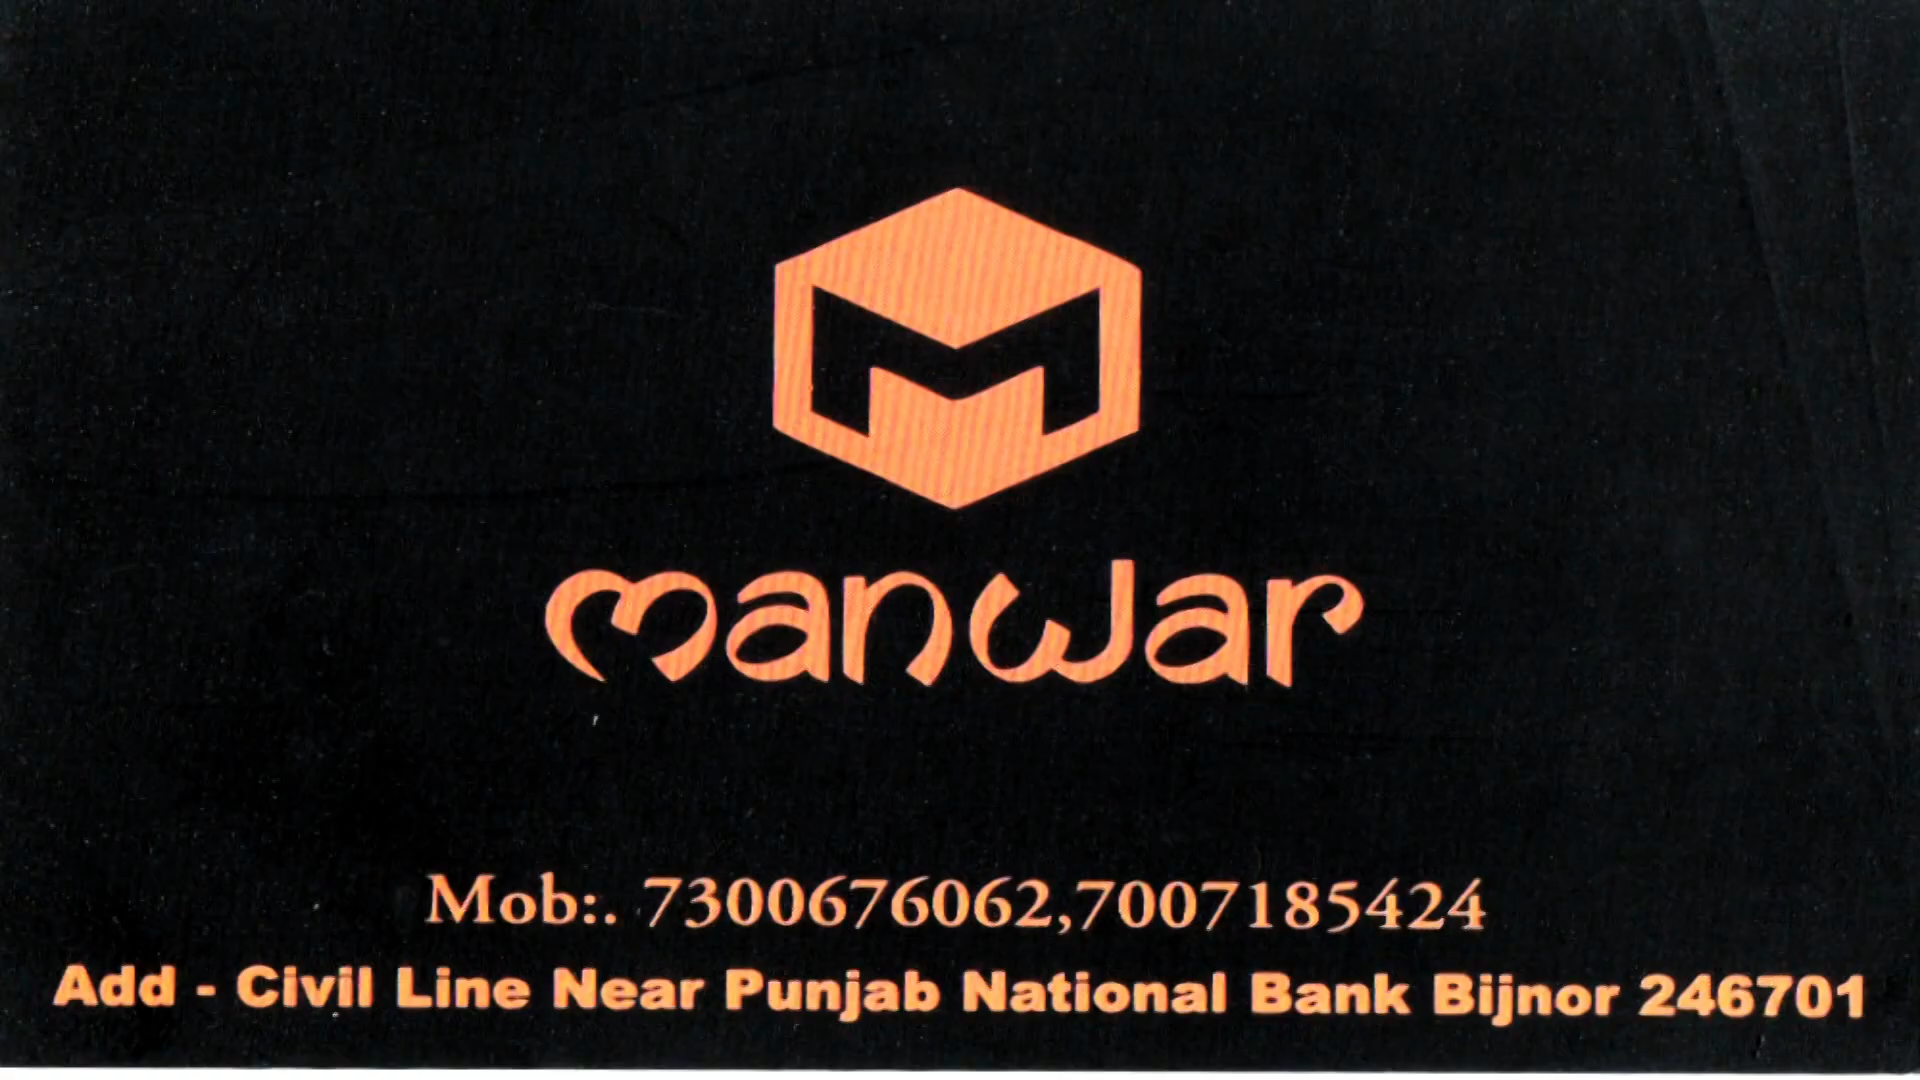 M
manwar
Mob:. 7300676062,7007185424
Add - Civil Line Near Punjab National Bank Bijnor 246701